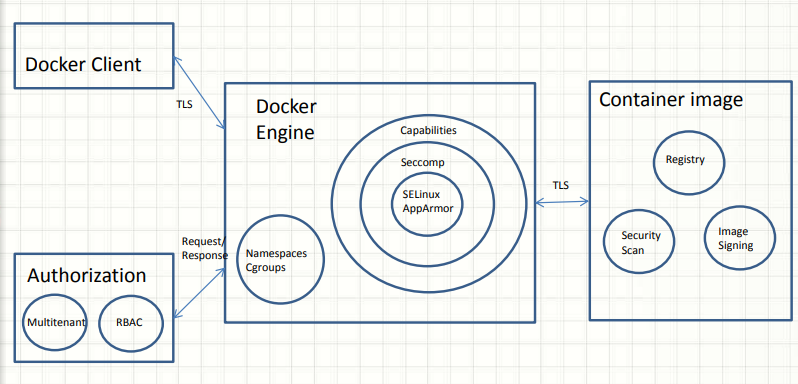 Docker Client
TLS
Docker
Engine
Capabilities
Seccomp
SELinux
AppArmor
Namespaces
Cgroups
Request/
Response
Authorization
Multitenant
RBAC
TLS
Container image
Registry
Security
Scan
Image
Signing